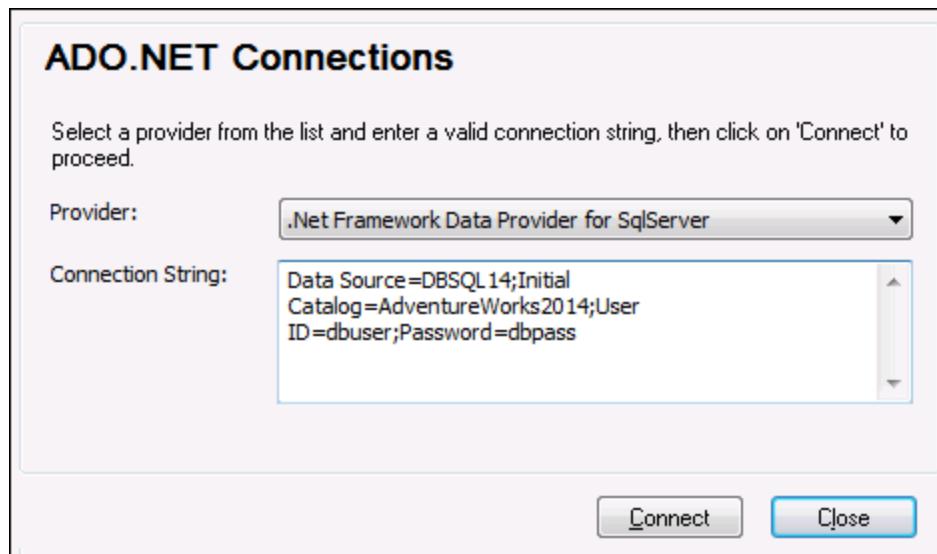 ADO.NET Connections
Select a provider from the list and enter a valid connection string, then click on 'Connect' to
proceed.
Provider:
.Net Framework Data Provider for SqlServer
Connection String:
Data Source=DBSQL14;Initial
Catalog=AdventureWorks2014;User
ID=dbuser;Password=dbpass
Connect
Close